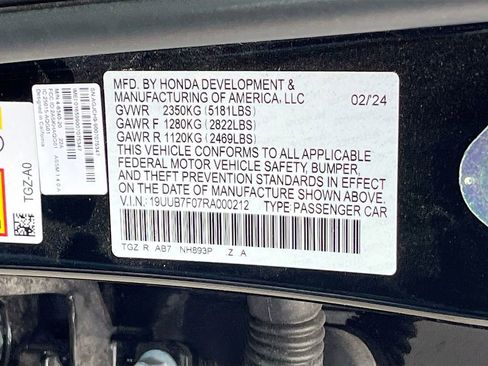 MFD. BY HONDA DEVELOPMENT &
MANUFACTURING OF AMERICA, LLC 02/24
GVWR 2350KG (5181LBS)
GAWR F 1280KG (2822LBS)
GAWR R 1120KG (2469LBS)
THIS VEHICLE CONFORMS TO ALL APPLICABLE
FEDERAL MOTOR VEHICLE SAFETY, BUMPER,
AND THEFT PREVENTION STANDARDS IN EFFECT
ON THE DATE OF MANUFACTURE SHOWN ABOVE.
V.I.N.: 19UUB7F07RA000212 TYPE PASSENGER CAR
TGZ R AB7 NH893P .Z A
TGZ-A0